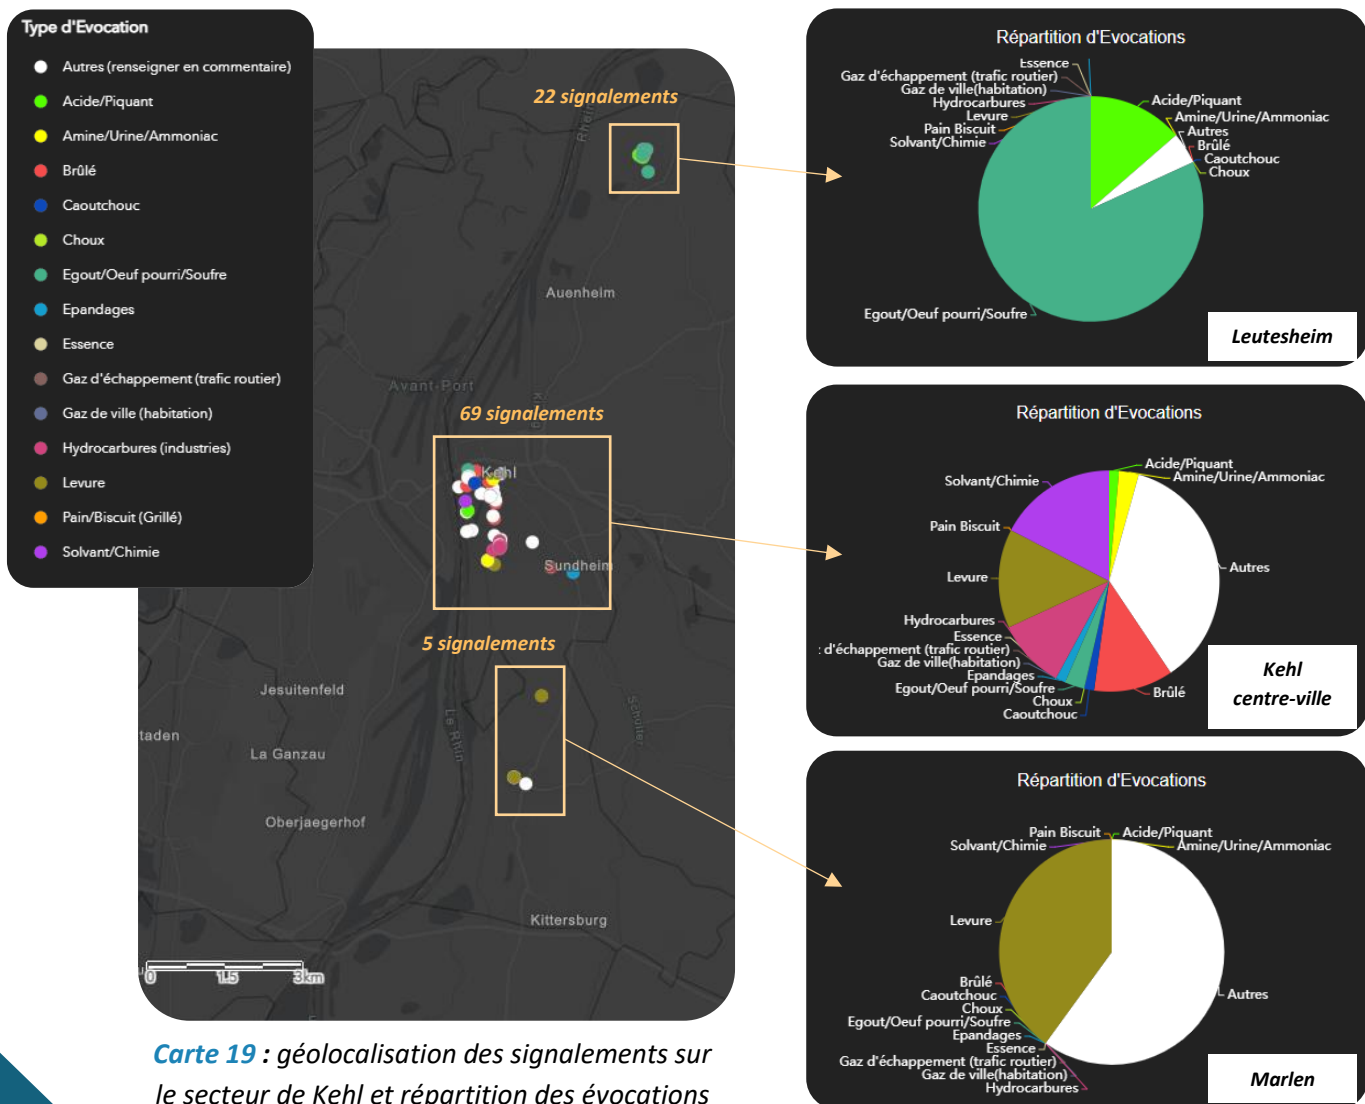 Type d'Evocation
Autres (renseigner en commentaire)
Acide/Piquant
Amine/Urine/Ammoniac
Brûlé
Caoutchouc
Choux
Egout/Oeuf pourri/Soufre
Epandages
Essence
Gaz d'échappement (trafic routier)
Gaz de ville (habitation)
Hydrocarbures (industries)
Levure
Pain/Biscuit (Grillé)
Solvant/Chimie
22 signalements
Rhein
Auenheim
Avant-Port
69 signalements
Kehl
Sundheim
5 signalements
Jesuitenfeld
Schutter
Le Rhin
taden
La Ganzau
Oberjaegerhof
Kittersburg
0 1.5 3km
Répartition d'Evocations
Essence
Gaz d'échappement (trafic routier)
Gaz de ville(habitation)
Hydrocarbures
Levure
Pain Biscuit
Solvant/Chimie
Acide/Piquant
Amine/Urine/Ammoniac
Autres
Brûlé
Caoutchouc
Choux
Egout/Oeuf pourri/Soufre
Leutesheim
Répartition d'Evocations
Acide/Piquant
Amine/Urine/Ammoniac
Solvant/Chimie
Pain Biscuit
Autres
Levure
Hydrocarbures
Essence
d'échappement (trafic routier)
Gaz de ville(habitation)
Epandages
Egout/Oeuf pourri/Soufre
Choux
Caoutchouc
Brûlé
Kehl
centre-ville
Répartition d'Evocations
Pain Biscuit
Acide/Piquant
Solvant/Chimie
Amine/Urine/Ammoniac
Levure
Brûlé
Caoutchouc
Choux
Egout/Oeuf pourri/Soufre
Epandages
Essence
Gaz d'échappement (trafic routier)
Gaz de ville(habitation)
Hydrocarbures
Autres
Marlen
Carte 19 : géolocalisation des signalements sur
le secteur de Kehl et répartition des évocations